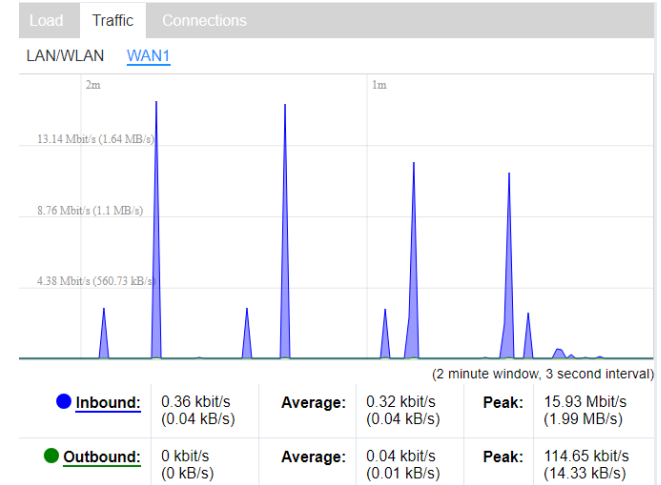 Load Traffic Connections
LAN/WLAN WAN1
2m 1m
13.14 Mbit/s (1.64 MB/s)
8.76 Mbit/s (1.1 MB/s)
4.38 Mbit/s (560.73 kB/s)
(2 minute window, 3 second interval)
Inbound: 0.36 kbit/s Average: 0.32 kbit/s Peak: 15.93 Mbit/s
(0.04 kB/s) (0.04 kB/s) (1.99 MB/s)
Outbound: 0 kbit/s Average: 0.04 kbit/s Peak: 114.65 kbit/s
(0 kB/s) (0.01 kB/s) (14.33 kB/s)